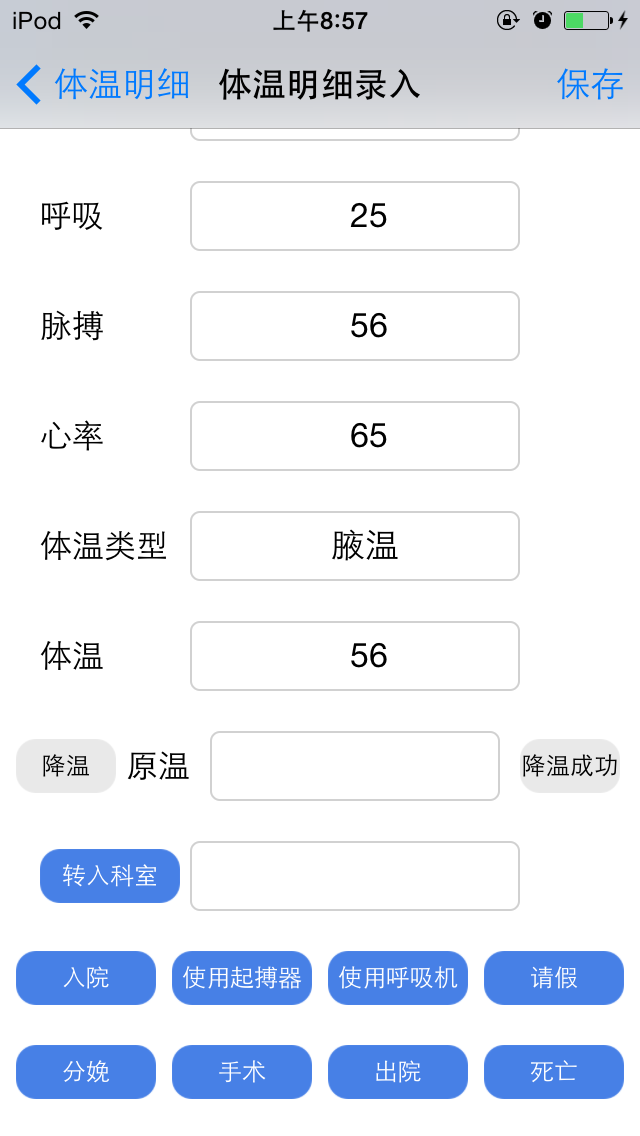 iPod 上午8:57
体温明细 体温明细录入 保存
呼吸 25
脉搏 56
心率 65
体温类型 腋温
体温 56
降温 原温 降温成功
转入科室
入院 使用起搏器 使用呼吸机 请假
分娩 手术 出院 死亡